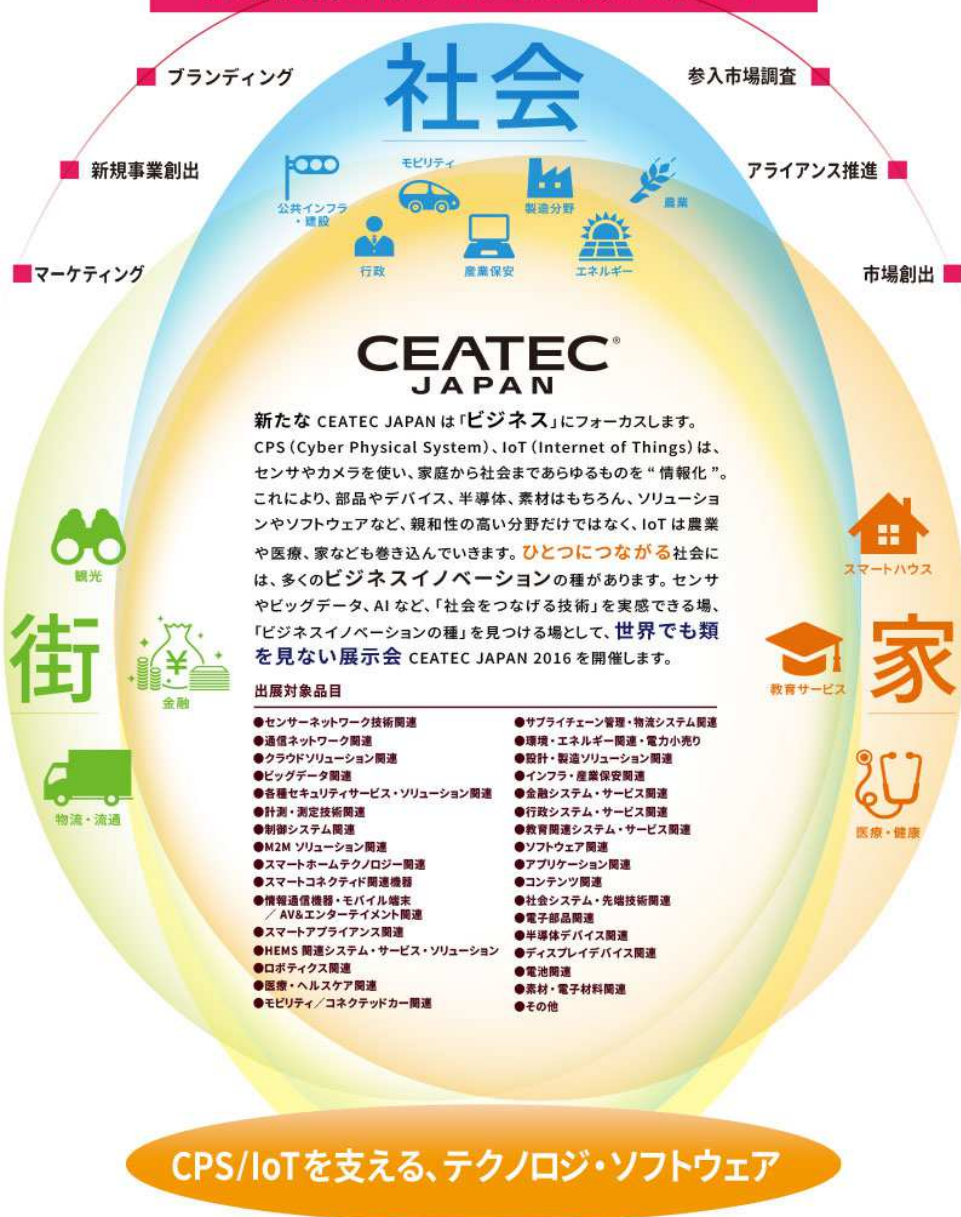 社会
■ ブランディング
参入市場調査 ■
■ 新規事業創出
アライアンス推進 ■
■マーケティング
市場創出 ■
公共インフラ
・建設
モビリティ
製造分野
農業
行政
産業保安
エネルギー
CEATEC®
JAPAN
新たな CEATEC JAPAN は「ビジネス」にフォーカスします。
CPS（Cyber Physical System）、IoT（Internet of Things）は、
センサやカメラを使い、家庭から社会まであらゆるものを“ 情報化 ”。
これにより、部品やデバイス、半導体、素材はもちろん、ソリューショ
ンやソフトウェアなど、親和性の高い分野だけではなく、IoT は農業
や医療、家なども巻き込んでいきます。ひとつにつながる社会に
は、多くのビジネスイノベーションの種があります。センサ
やビッグデータ、AI など、「社会をつなげる技術」を実感できる場、
「ビジネスイノベーションの種」を見つける場として、世界でも類
を見ない展示会 CEATEC JAPAN 2016 を開催します。
観光
街
金融
物流・流通
スマートハウス
家
教育サービス
医療・健康
出展対象品目
●センサーネットワーク技術関連
●通信ネットワーク関連
●クラウドソリューション関連
●ビッグデータ関連
●各種セキュリティサービス・ソリューション関連
●計測・測定技術関連
●制御システム関連
●M2M ソリューション関連
●スマートホームテクノロジー関連
●スマートコネクティド関連機器
●情報通信機器・モバイル端末
／ AV&エンターテイメント関連
●スマートアプライアンス関連
●HEMS 関連システム・サービス・ソリューション
●ロボティクス関連
●医療・ヘルスケア関連
●モビリティ／コネクテッドカー関連
●サプライチェーン管理・物流システム関連
●環境・エネルギー関連・電力小売り
●設計・製造ソリューション関連
●インフラ・産業保安関連
●金融システム・サービス関連
●行政システム・サービス関連
●教育関連システム・サービス関連
●ソフトウェア関連
●アプリケーション関連
●コンテンツ関連
●社会システム・先端技術関連
●電子部品関連
●半導体デバイス関連
●ディスプレイデバイス関連
●電池関連
●素材・電子材料関連
●その他
CPS/IoTを支える、テクノロジ・ソフトウェア